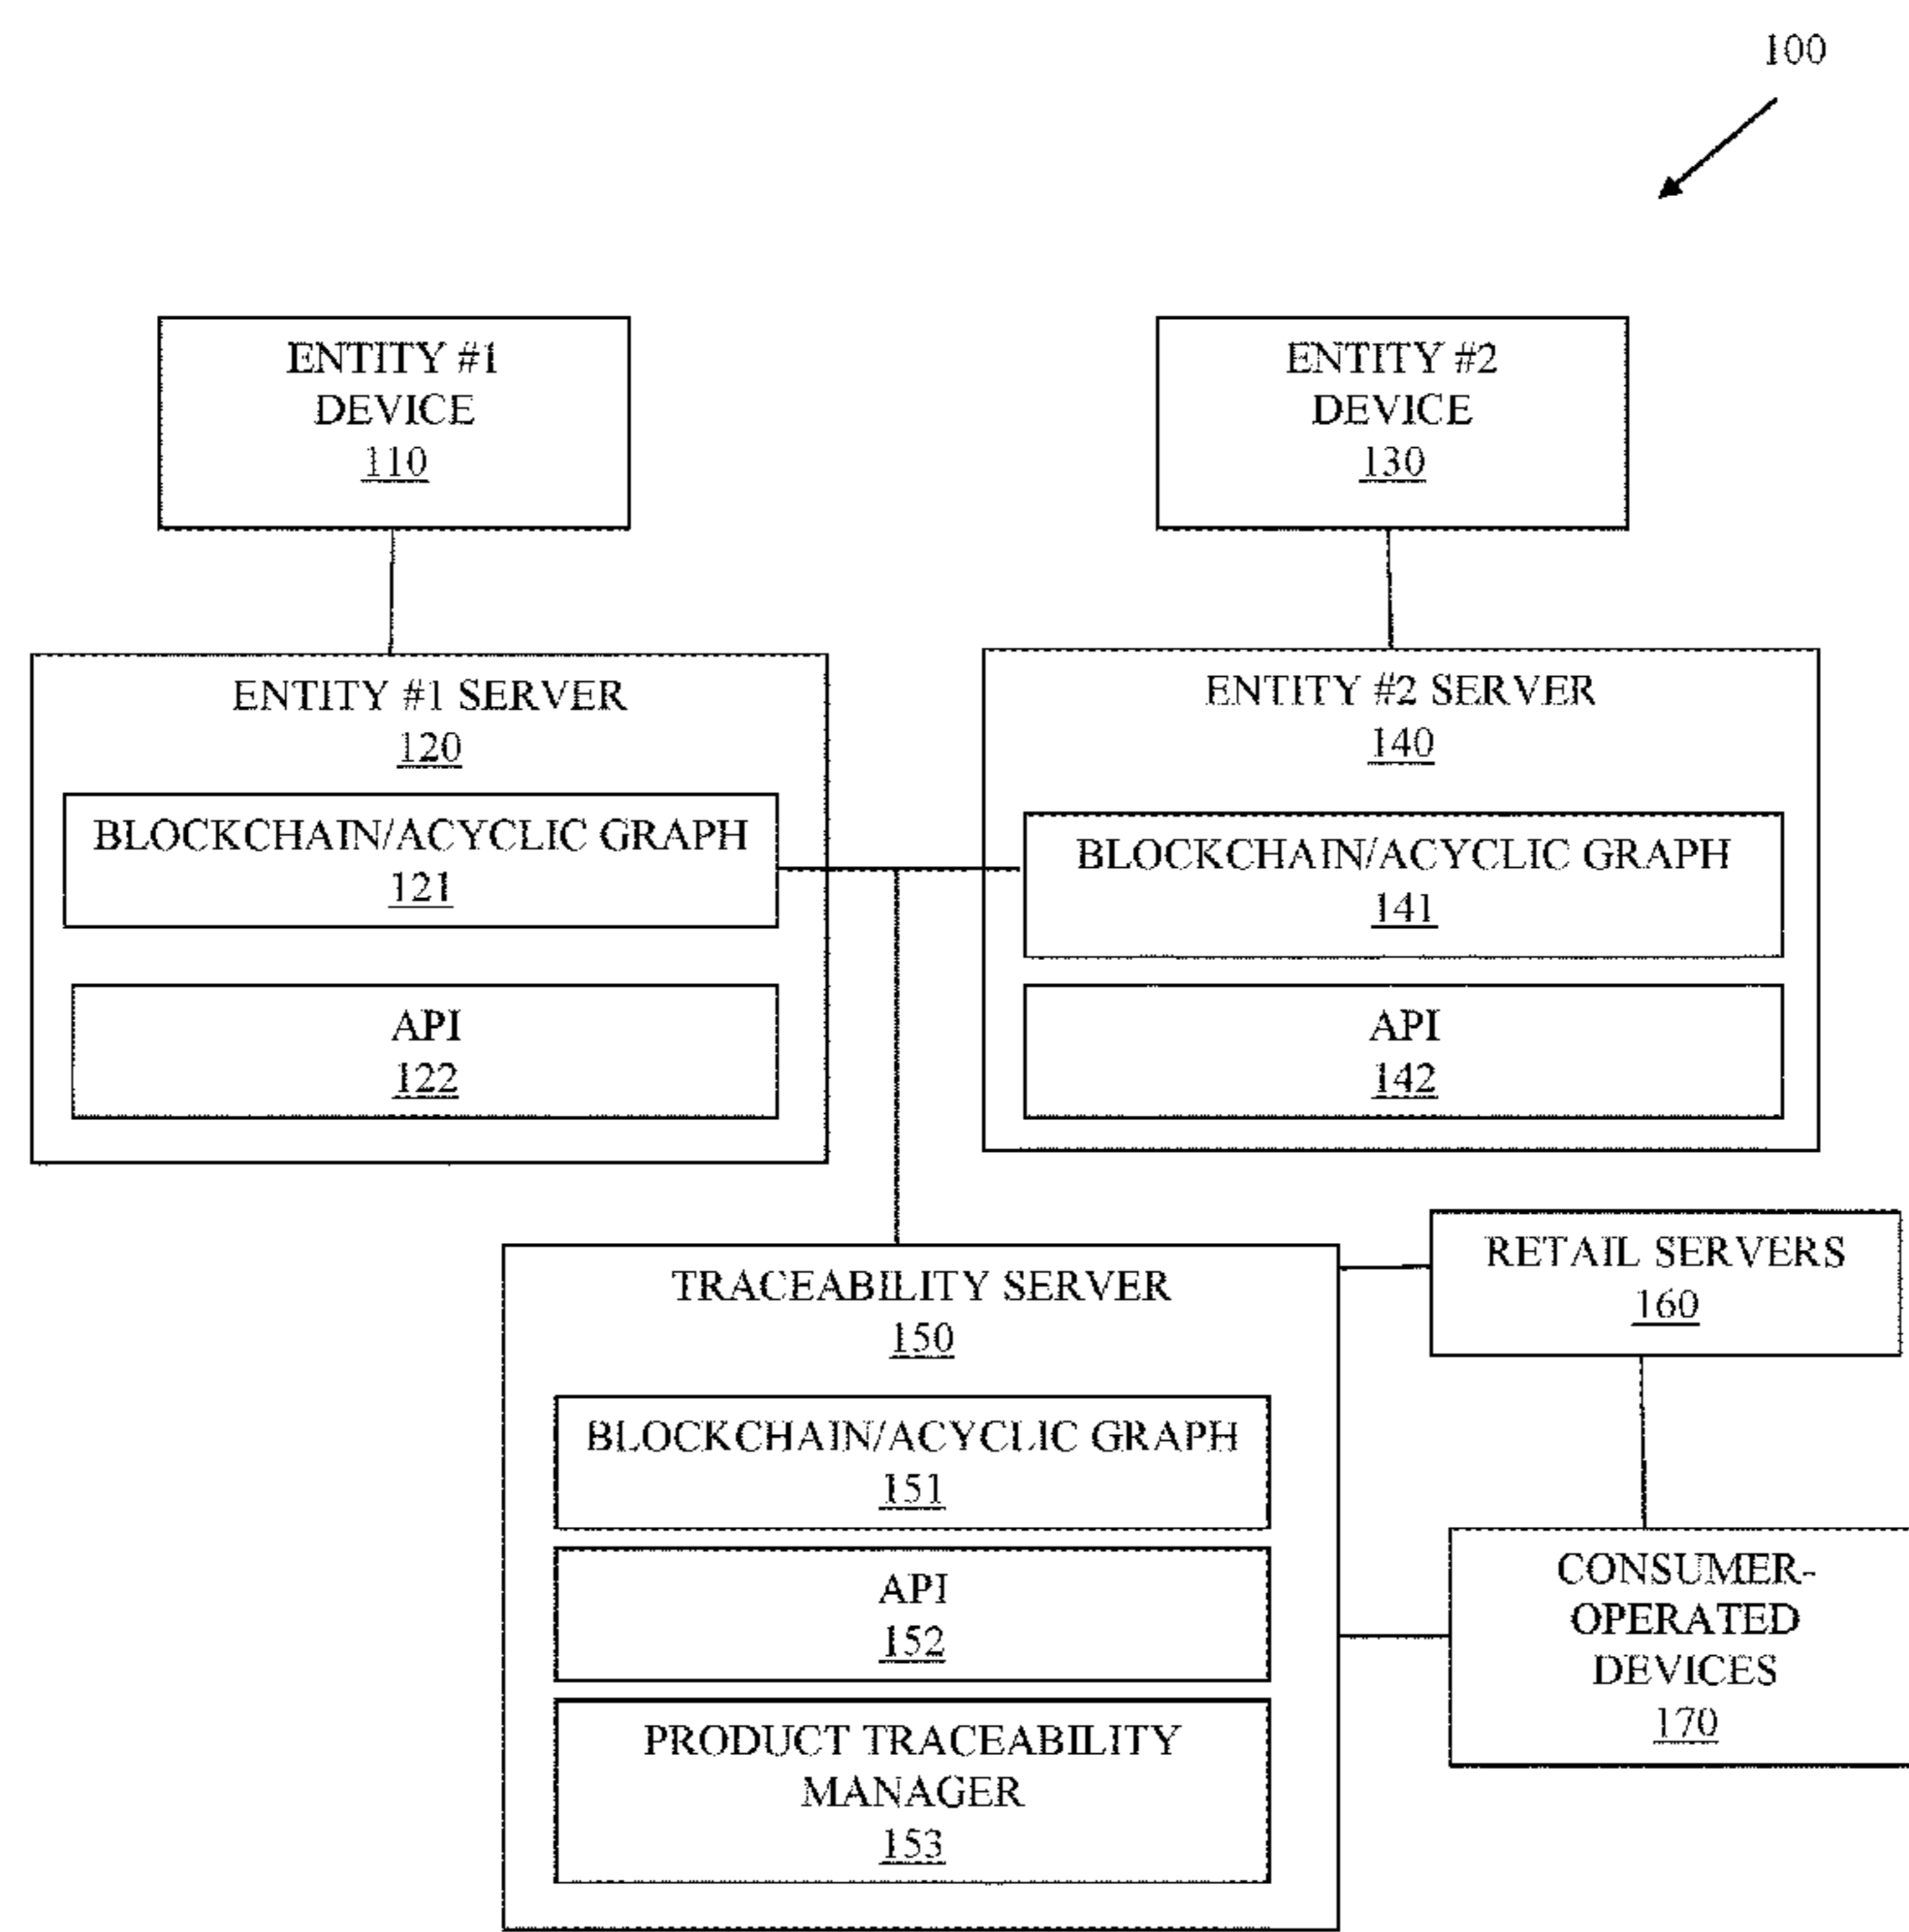 100
ENTITY #1
DEVICE
110
ENTITY #2
DEVICE
130
ENTITY #1 SERVER
120
BLOCKCHAIN/ACYCLIC GRAPH
121
API
122
ENTITY #2 SERVER
140
BLOCKCHAIN/ACYCLIC GRAPH
141
API
142
TRACEABILITY SERVER
150
BLOCKCHAIN/ACYCLIC GRAPH
151
API
152
PRODUCT TRACEABILITY
MANAGER
153
RETAIL SERVERS
160
CONSUMER-
OPERATED
DEVICES
170